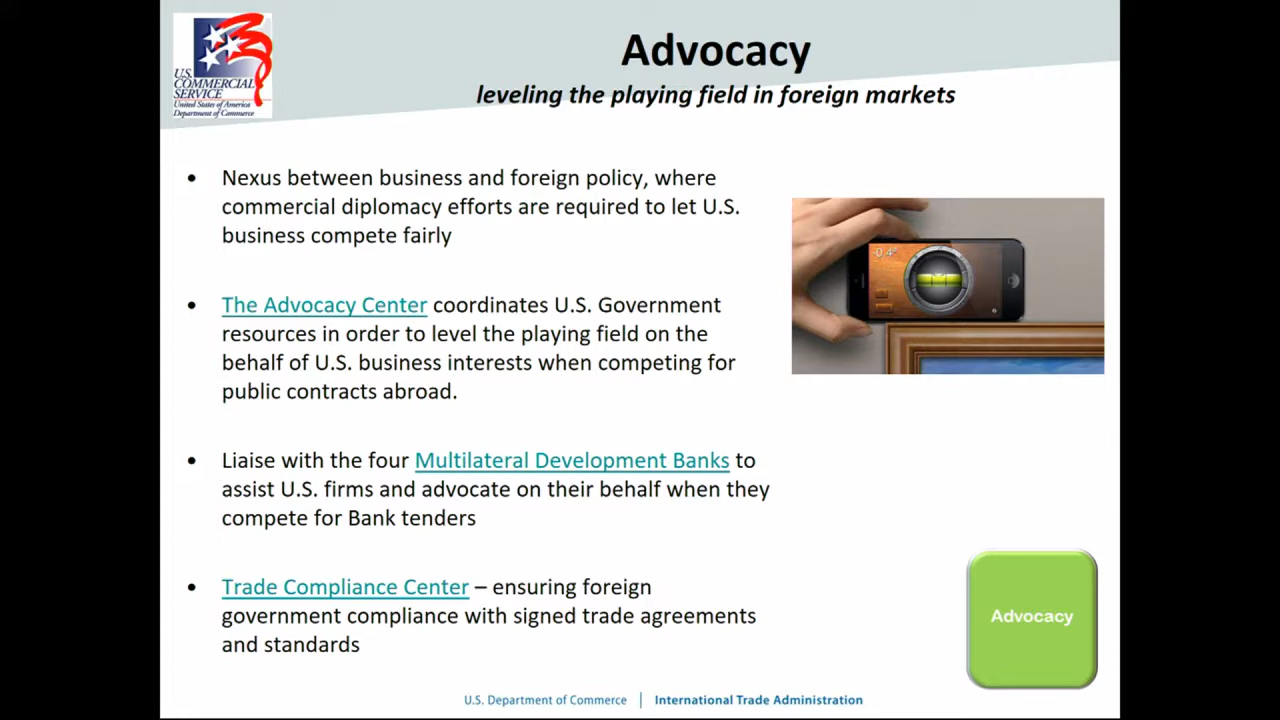 U.S.
COMMERCIAL
SERVICE
United States of America
Department of Commerce
Advocacy
leveling the playing field in foreign markets
• Nexus between business and foreign policy, where
commercial diplomacy efforts are required to let U.S.
business compete fairly
• The Advocacy Center coordinates U.S. Government
resources in order to level the playing field on the
behalf of U.S. business interests when competing for
public contracts abroad.
• Liaise with the four Multilateral Development Banks to
assist U.S. firms and advocate on their behalf when they
compete for Bank tenders
• Trade Compliance Center – ensuring foreign
government compliance with signed trade agreements
and standards
-0.4°
Advocacy
U.S. Department of Commerce | International Trade Administration